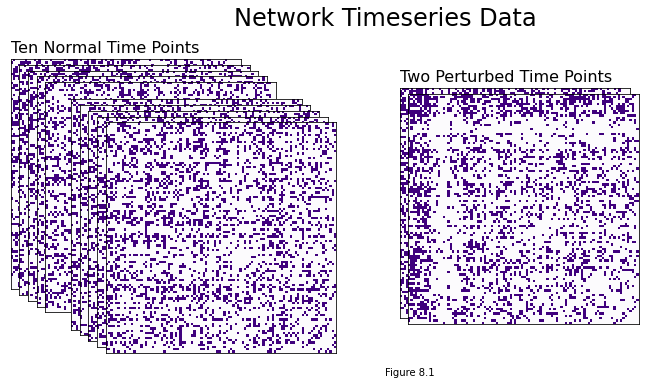 Network Timeseries Data
Ten Normal Time Points
Two Perturbed Time Points
Figure 8.1